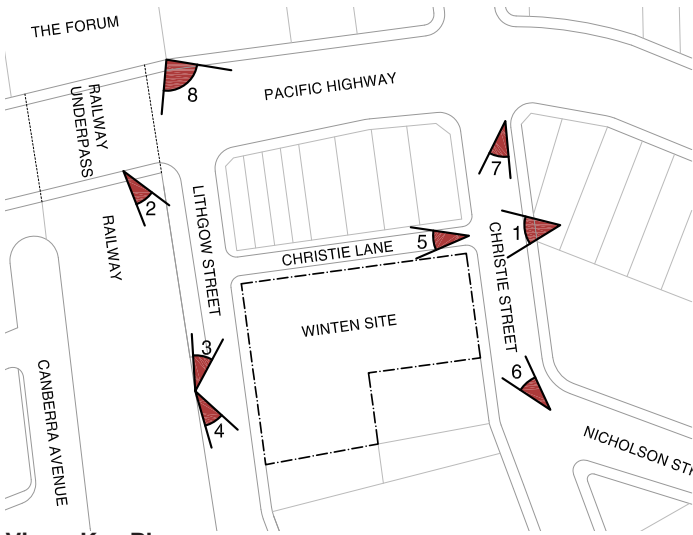 THE FORUM
RAILWAY
UNDERPASS
8
PACIFIC HIGHWAY
7
2
RAILWAY
LITHGOW STREET
5
1
CHRISTIE LANE
CHRISTIE STREET
WINTEN SITE
3
6
4
CANBERRA AVENUE
NICHOLSON